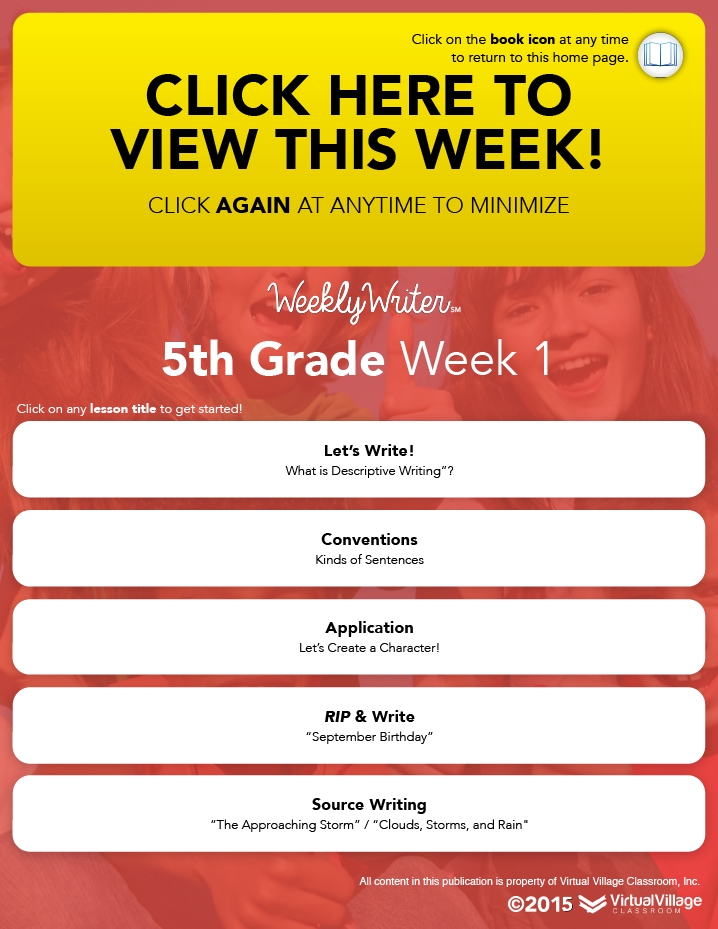 Click on the book icon at any time
to return to this home page.
CLICK HERE TO
VIEW THIS WEEK!
CLICK AGAIN AT ANYTIME TO MINIMIZE
WeeklyWriter SM
5th Grade Week 1
Click on any lesson title to get started!
Let’s Write!
What is Descriptive Writing”?
Conventions
Kinds of Sentences
Application
Let’s Create a Character!
RIP & Write
“September Birthday”
Source Writing
“The Approaching Storm” / “Clouds, Storms, and Rain"
All content in this publication is property of Virtual Village Classroom, Inc.
©2015 VirtualVillage
CLASSROOM